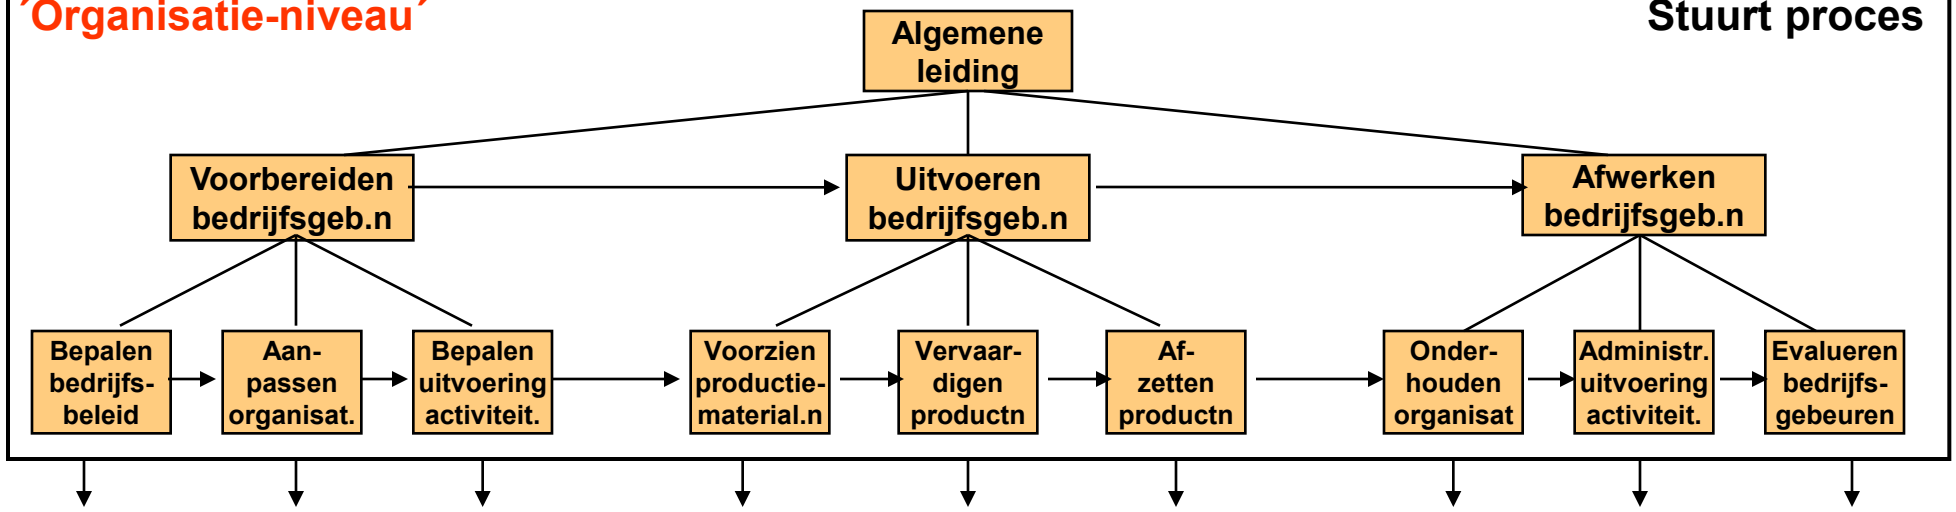 ´Organisatie-niveau´
Stuurt proces
Algemene
leiding
Voorbereiden
bedrijfsgeb.n
Uitvoeren
bedrijfsgeb.n
Afwerken
bedrijfsgeb.n
Bepalen
bedrijfs-
beleid
Aan-
passen
organisat.
Bepalen
uitvoering
activiteit.
Voorzien
productie-
material.n
Vervaar-
digen
productn
Af-
zetten
productn
Onder-
houden
organisat
Administr.
uitvoering
activiteit.
Evalueren
bedrijfs-
gebeuren